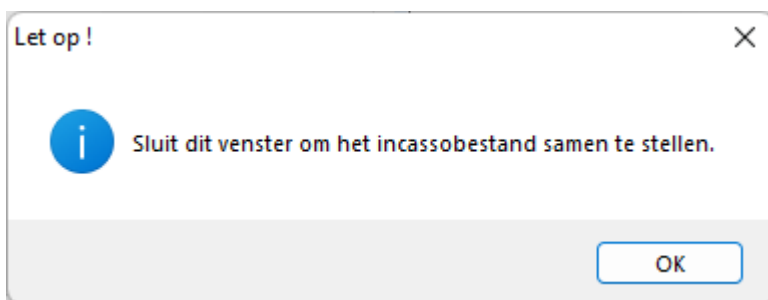 Let op !
Sluit dit venster om het incassobestand samen te stellen.
OK